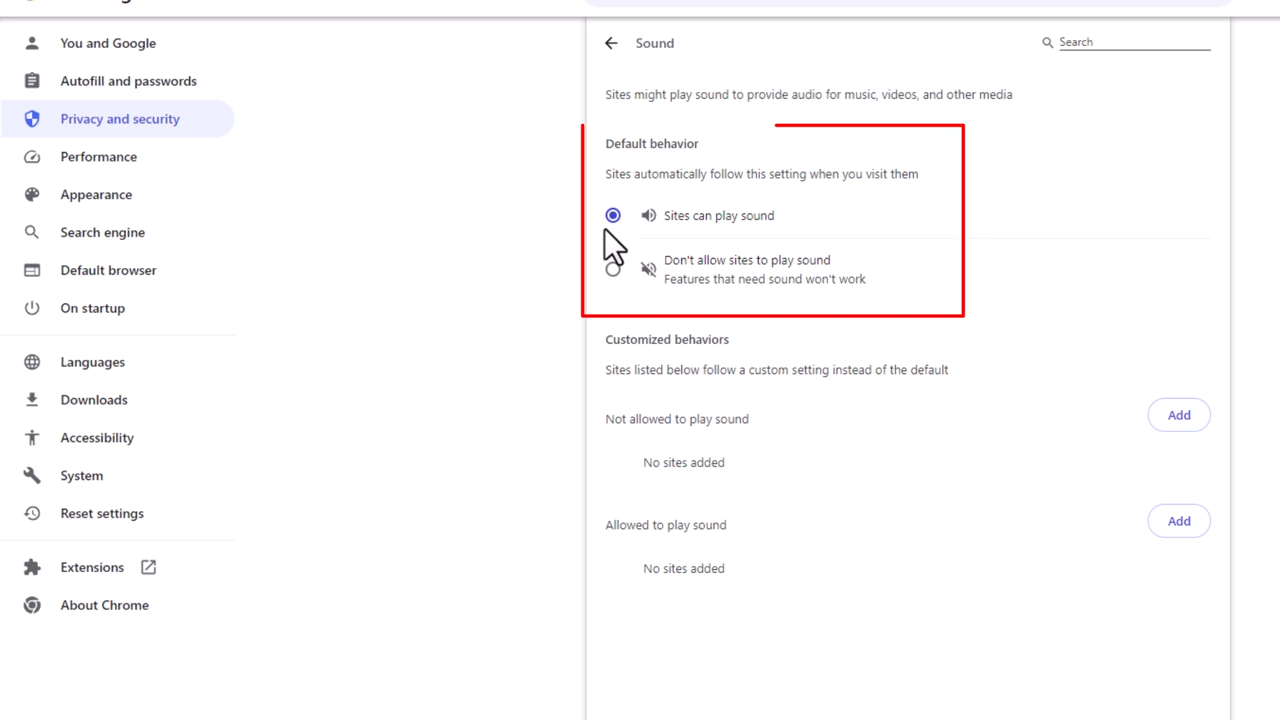 You and Google
Autofill and passwords
Privacy and security
Performance
Appearance
Search engine
Default browser
On startup
Languages
Downloads
Accessibility
System
Reset settings
Extensions
About Chrome
Sound
Search
Sites might play sound to provide audio for music, videos, and other media
Default behavior
Sites automatically follow this setting when you visit them
Sites can play sound
Don't allow sites to play sound
Features that need sound won't work
Customized behaviors
Sites listed below follow a custom setting instead of the default
Not allowed to play sound
Add
No sites added
Allowed to play sound
Add
No sites added